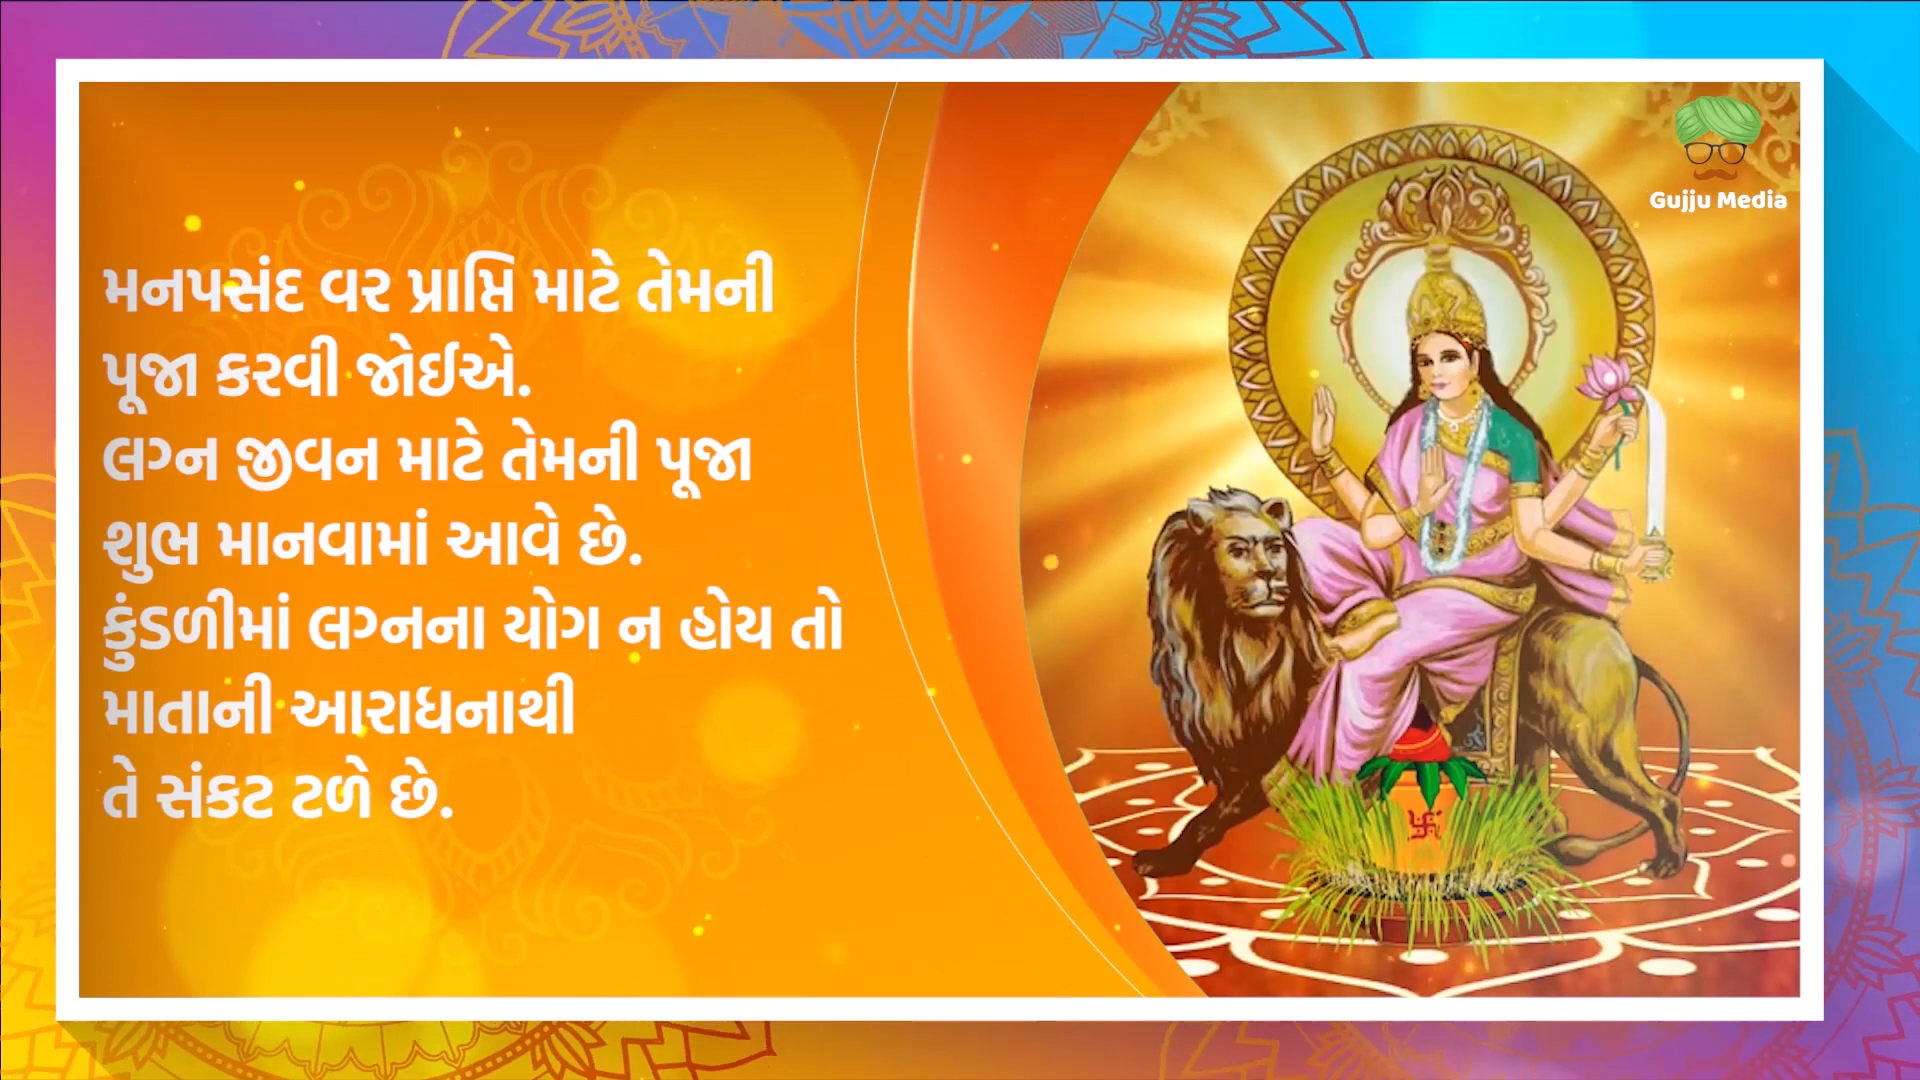 મનપસંદ વર પ્રાપ્તિ માટે તેમની
પૂજા કરવી જોઈએ.
લગ્ન જીવન માટે તેમની પૂજા
શુભ માનવામાં આવે છે.
કુંડળીમાં લગ્નના યોગ ન હોય તો
માતાની આરાધનાથી
તે સંકટ ટળે છે.
Gujju Media